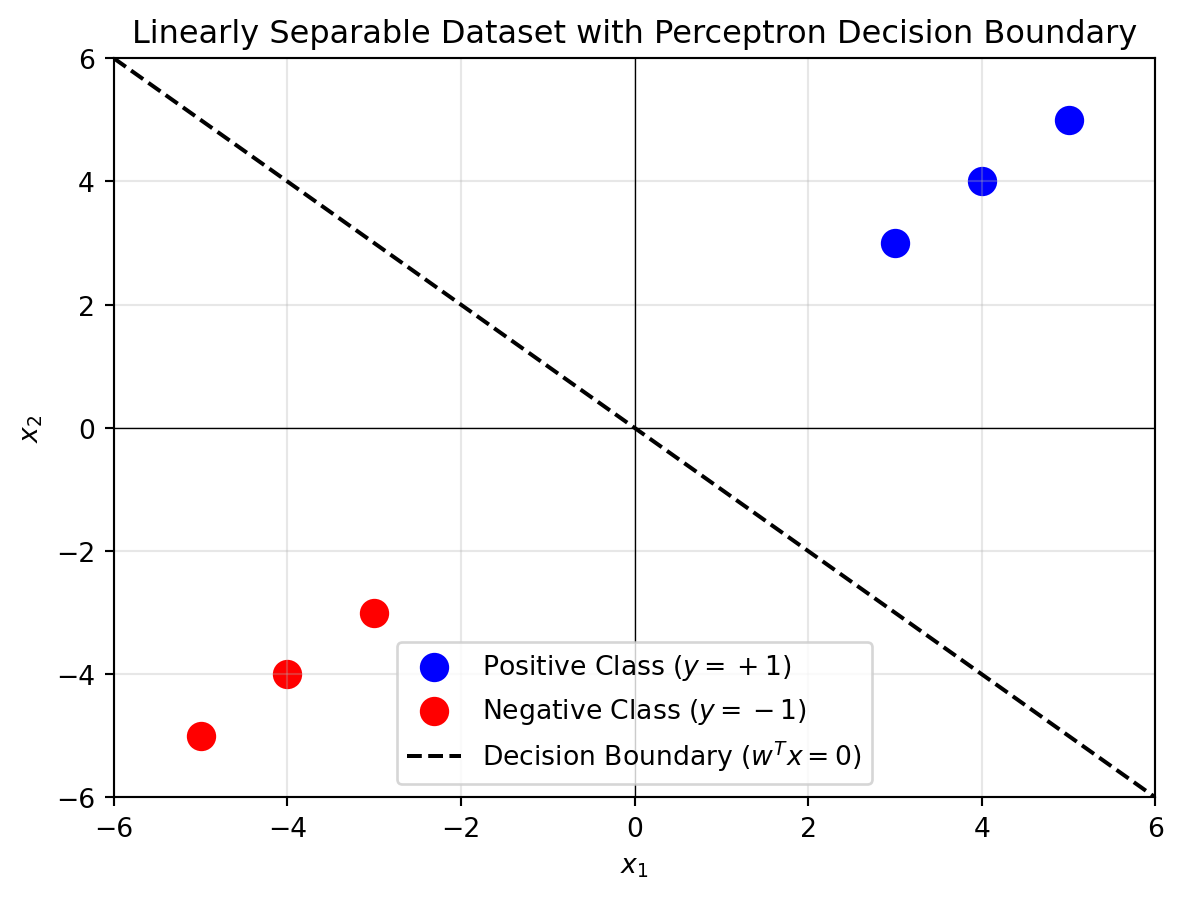 Linearly Separable Dataset with Perceptron Decision Boundary
6
4
2
0
−2
−4
−6
x₂
Positive Class (y = +1)
Negative Class (y = −1)
Decision Boundary (wᵀx = 0)
−6 −4 −2 0 2 4 6
x₁